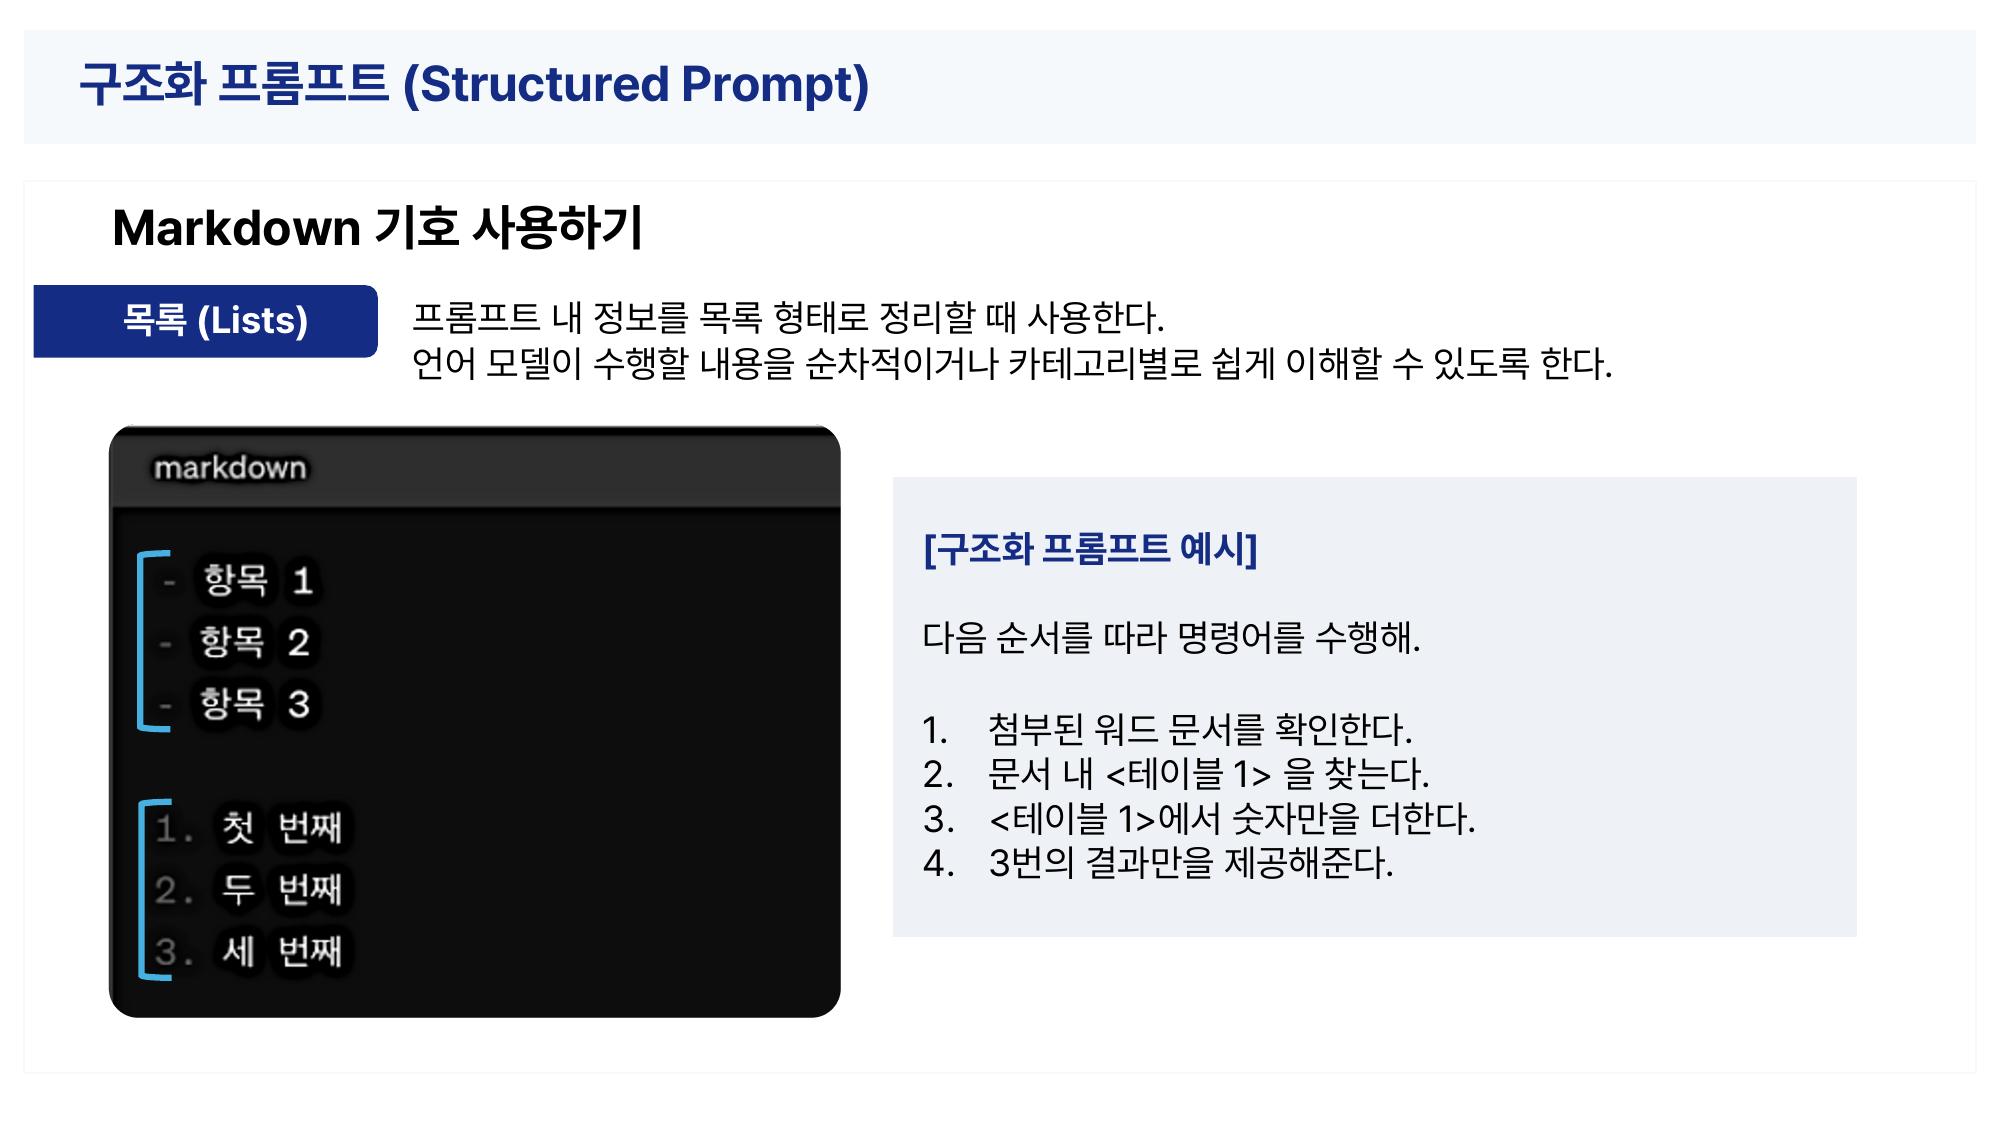 구조화 프롬프트 (Structured Prompt)
Markdown 기호 사용하기
목록 (Lists)
프롬프트 내 정보를 목록 형태로 정리할 때 사용한다.
언어 모델이 수행할 내용을 순차적이거나 카테고리별로 쉽게 이해할 수 있도록 한다.
markdown
- 항목 1
- 항목 2
- 항목 3
1. 첫 번째
2. 두 번째
3. 세 번째
[구조화 프롬프트 예시]
다음 순서를 따라 명령어를 수행해.
1. 첨부된 워드 문서를 확인한다.
2. 문서 내 <테이블 1> 을 찾는다.
3. <테이블 1>에서 숫자만을 더한다.
4. 3번의 결과만을 제공해준다.